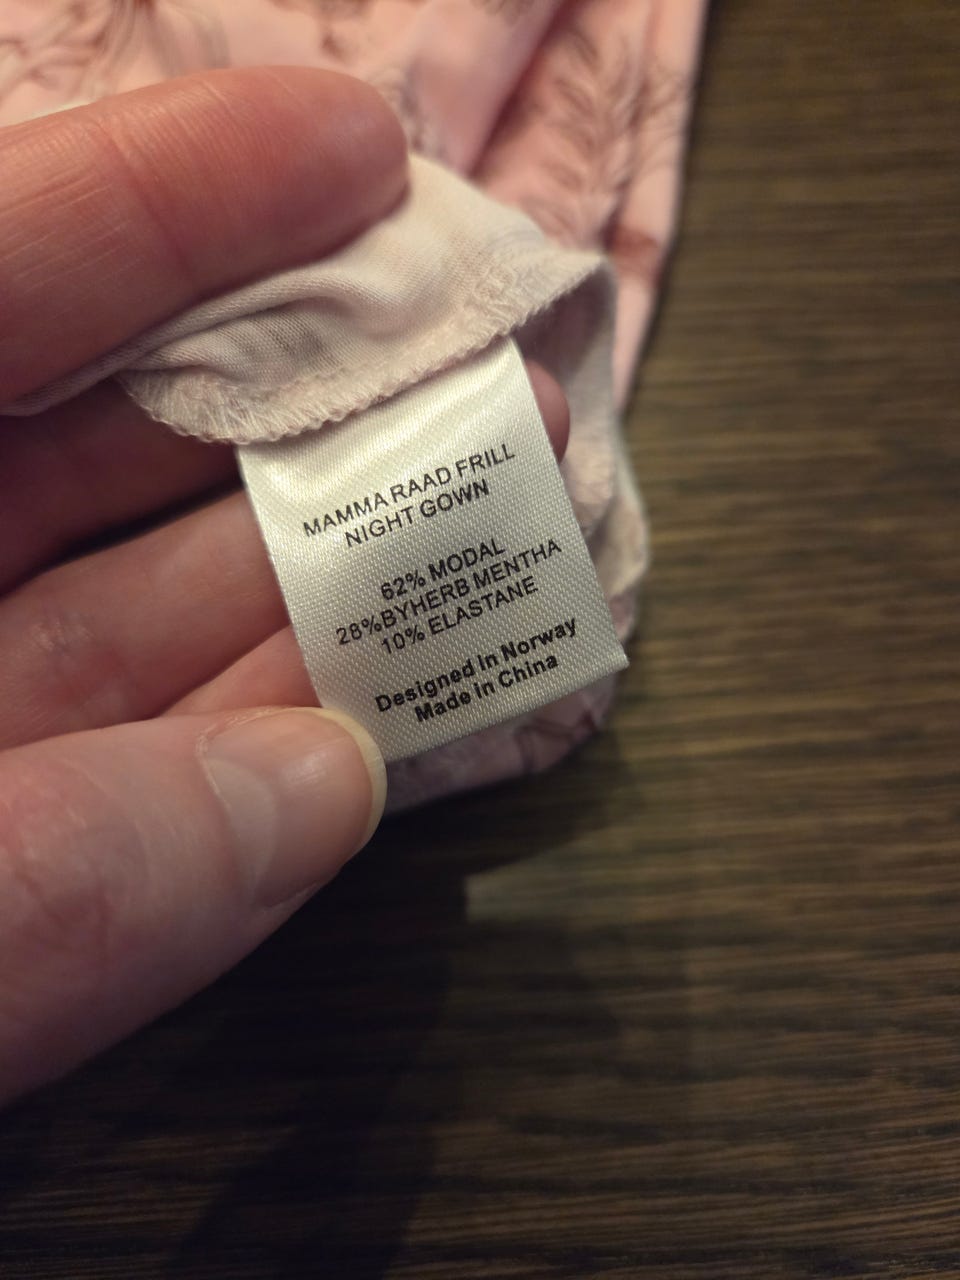 MAMMA RAAD FRILL
NIGHT GOWN
62% MODAL
28%BYHERB MENTHA
10% ELASTANE
Designed in Norway
Made in China